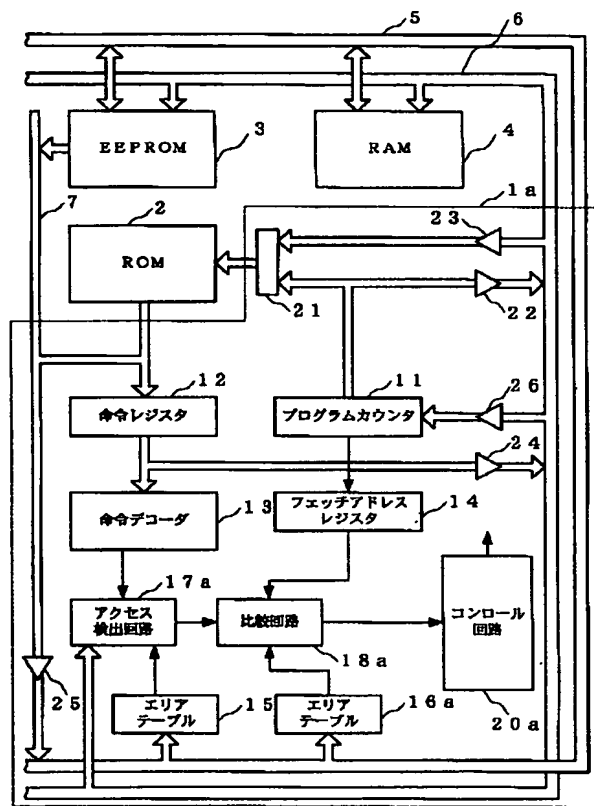 5
6
EEPROM
3
RAM
4
7
2
1a
23
ROM
21
22
12
11
26
命令レジスタ
プログラムカウンタ
24
命令デコーダ
13
フェッチアドレス
レジスタ
14
17a
アクセス
検出回路
比較回路
18a
コントロール
回路
25
エリア
テーブル
15
エリア
テーブル
16a
20a